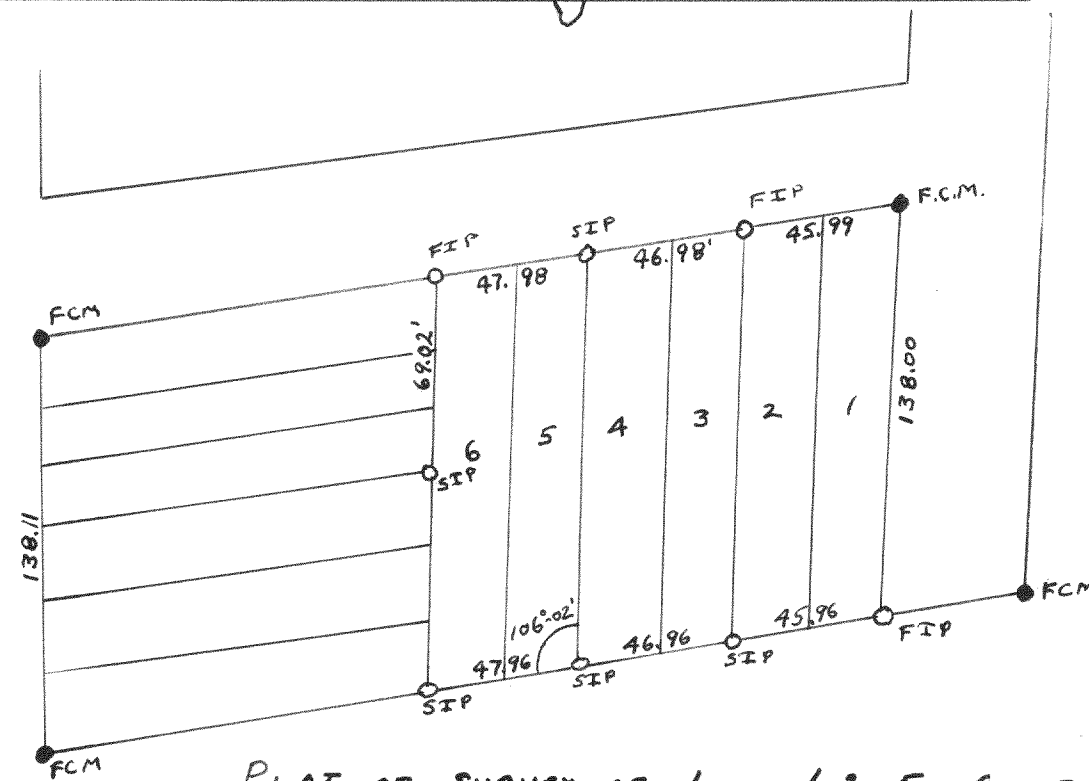 FIP
F.C.M.
SIP
45.99
FIP
46.98'
47.98
FCM
69.02'
138.00
1
2
3
4
5
6
SIP
138.11
106°-02'
45.96
FCM
FIP
46.96
SIP
47.96
SIP
SIP
FCM
PLAT OF SURVEY OF